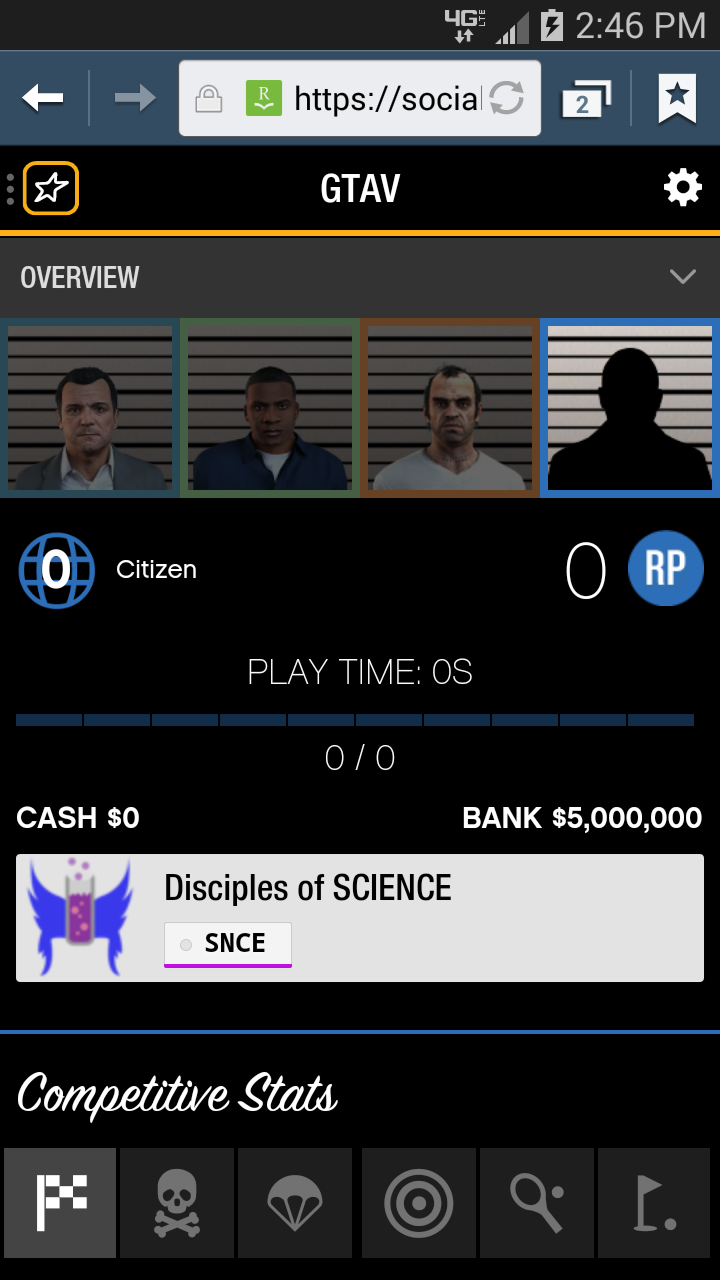 4G LTE 2:46 PM
R https://social
2
GTAV
OVERVIEW
0 Citizen 0 RP
PLAY TIME: 0S
0 / 0
CASH $0 BANK $5,000,000
Disciples of SCIENCE
SNCE
Competitive Stats